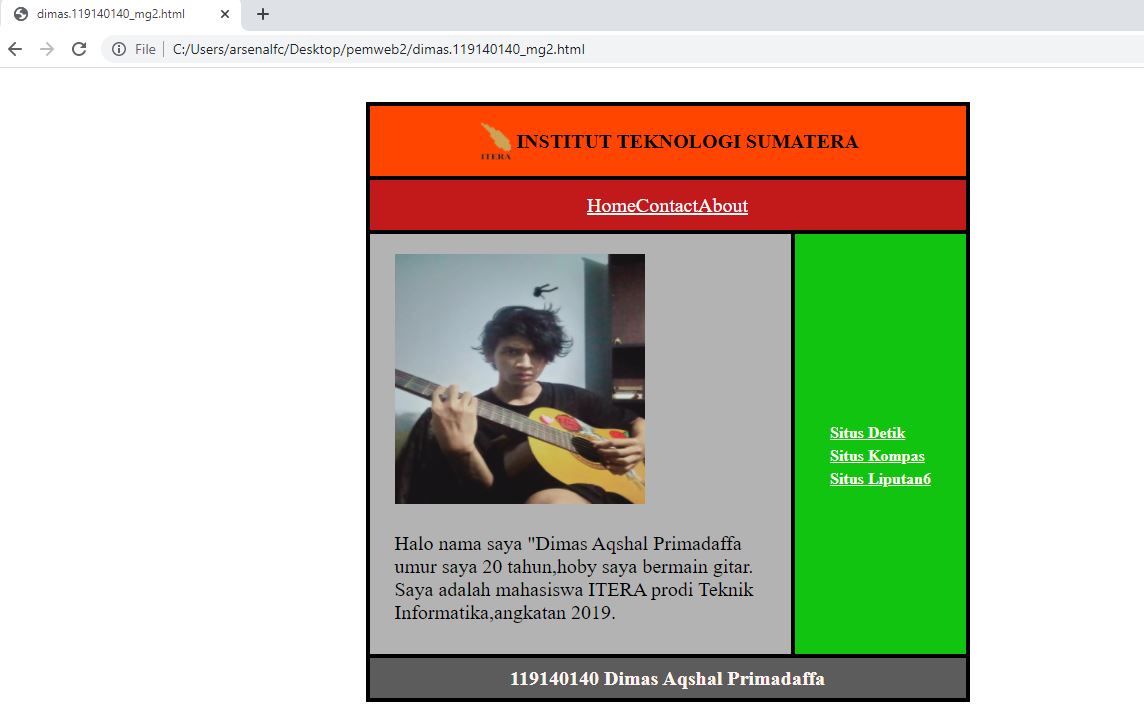 dimas.119140140_mg2.html
File C:/Users/arsenalfc/Desktop/pemweb2/dimas.119140140_mg2.html
ITERA
INSTITUT TEKNOLOGI SUMATERA
HomeContactAbout
Situs Detik
Situs Kompas
Situs Liputan6
Halo nama saya "Dimas Aqshal Primadaffa
umur saya 20 tahun,hoby saya bermain gitar.
Saya adalah mahasiswa ITERA prodi Teknik
Informatika,angkatan 2019.
119140140 Dimas Aqshal Primadaffa